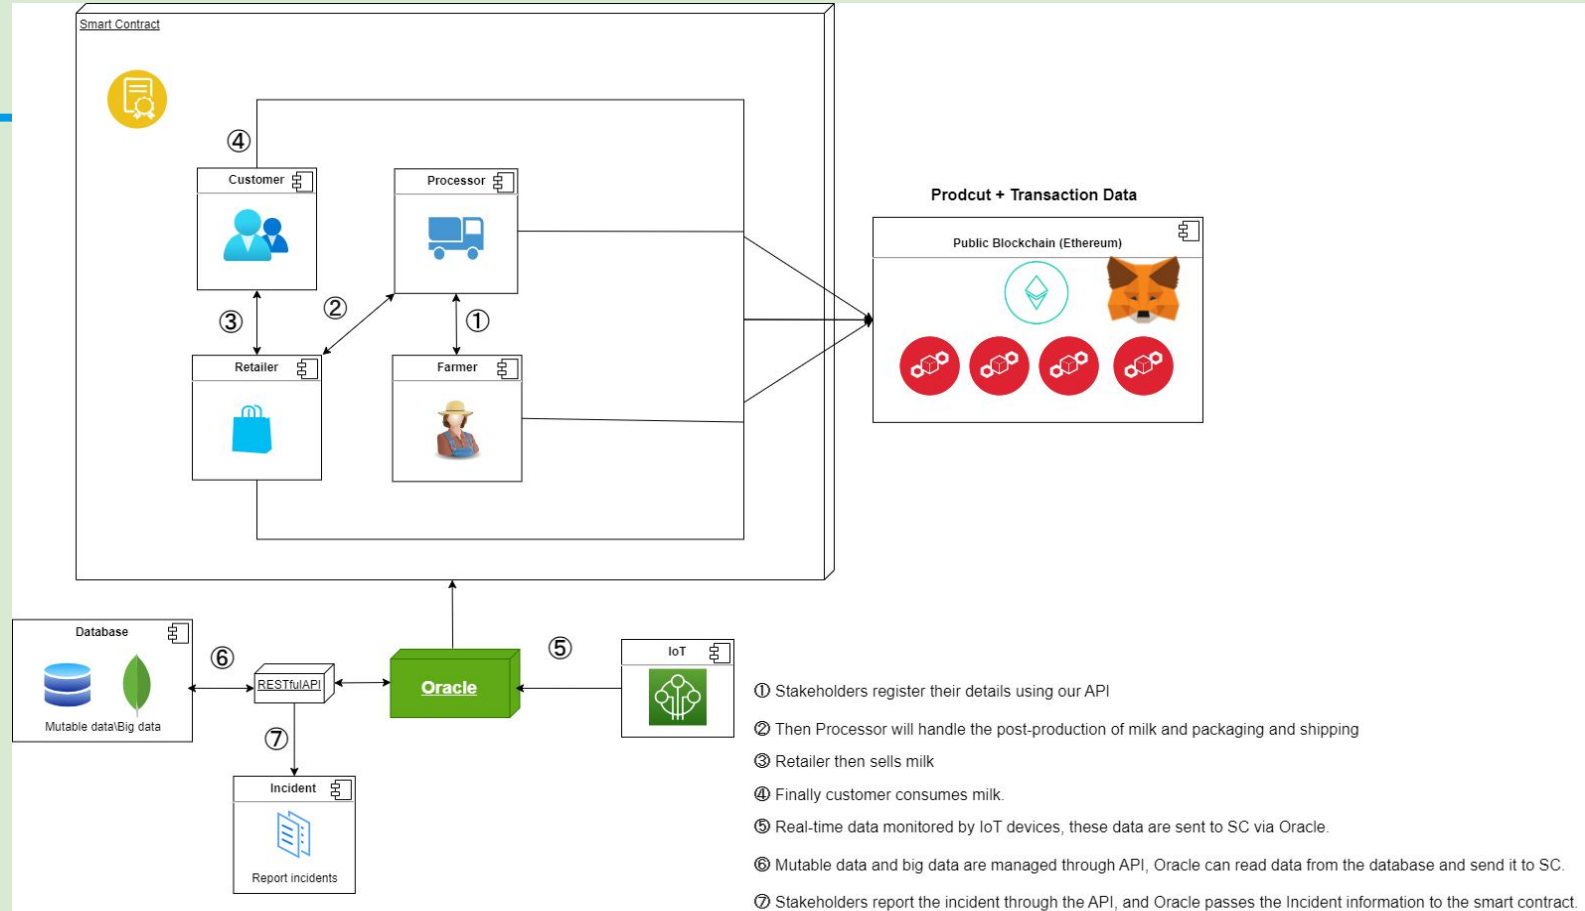 Smart Contract
④
Customer
Processor
Prodcut + Transaction Data
Public Blockchain (Ethereum)
③
②
①
Retailer
Farmer
Database
Mutable data\Big data
⑥
RESTfulAPI
Oracle
⑤
IoT
⑦
Incident
Report incidents
① Stakeholders register their details using our API
② Then Processor will handle the post-production of milk and packaging and shipping
③ Retailer then sells milk
④ Finally customer consumes milk.
⑤ Real-time data monitored by IoT devices, these data are sent to SC via Oracle.
⑥ Mutable data and big data are managed through API, Oracle can read data from the database and send it to SC.
⑦ Stakeholders report the incident through the API, and Oracle passes the Incident information to the smart contract.